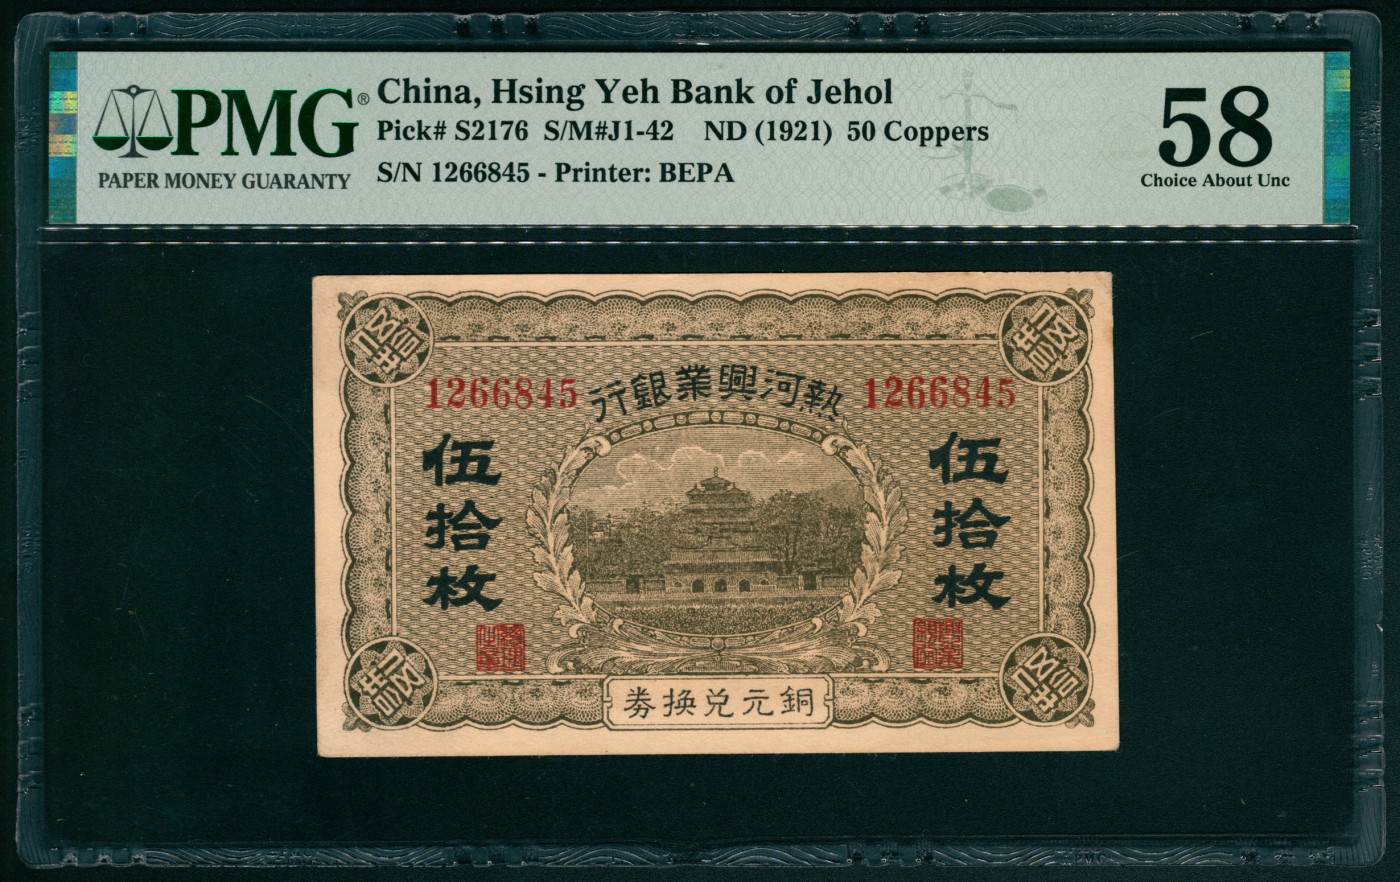 PMG®
PAPER MONEY GUARANTY
China, Hsing Yeh Bank of Jehol
Pick# S2176 S/M#J1-42 ND (1921) 50 Coppers
S/N 1266845 - Printer: BEPA
58
Choice About Unc
行銀業興河熱
1266845
1266845
伍拾枚
伍拾枚
券換兌元銅